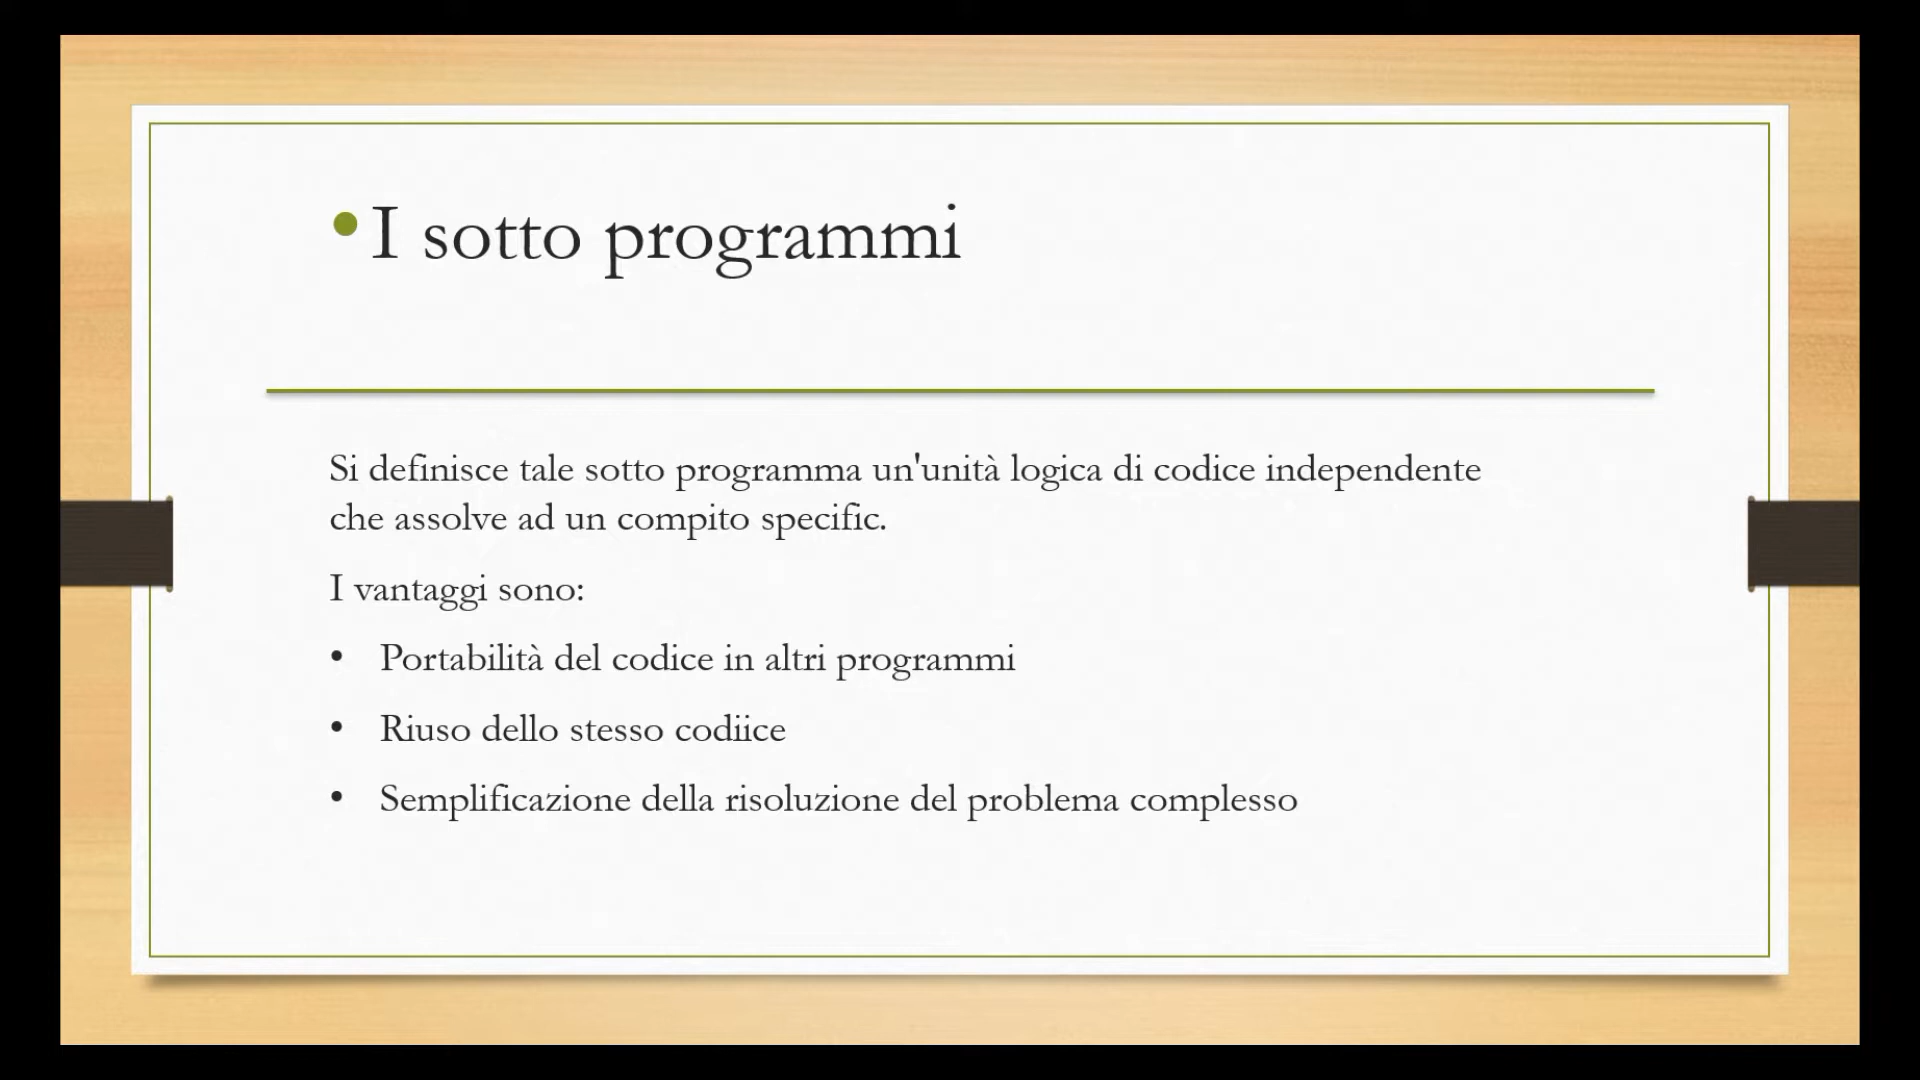 • I sotto programmi
Si definisce tale sotto programma un'unità logica di codice independente
che assolve ad un compito specific.
I vantaggi sono:
• Portabilità del codice in altri programmi
• Riuso dello stesso codiice
• Semplificazione della risoluzione del problema complesso